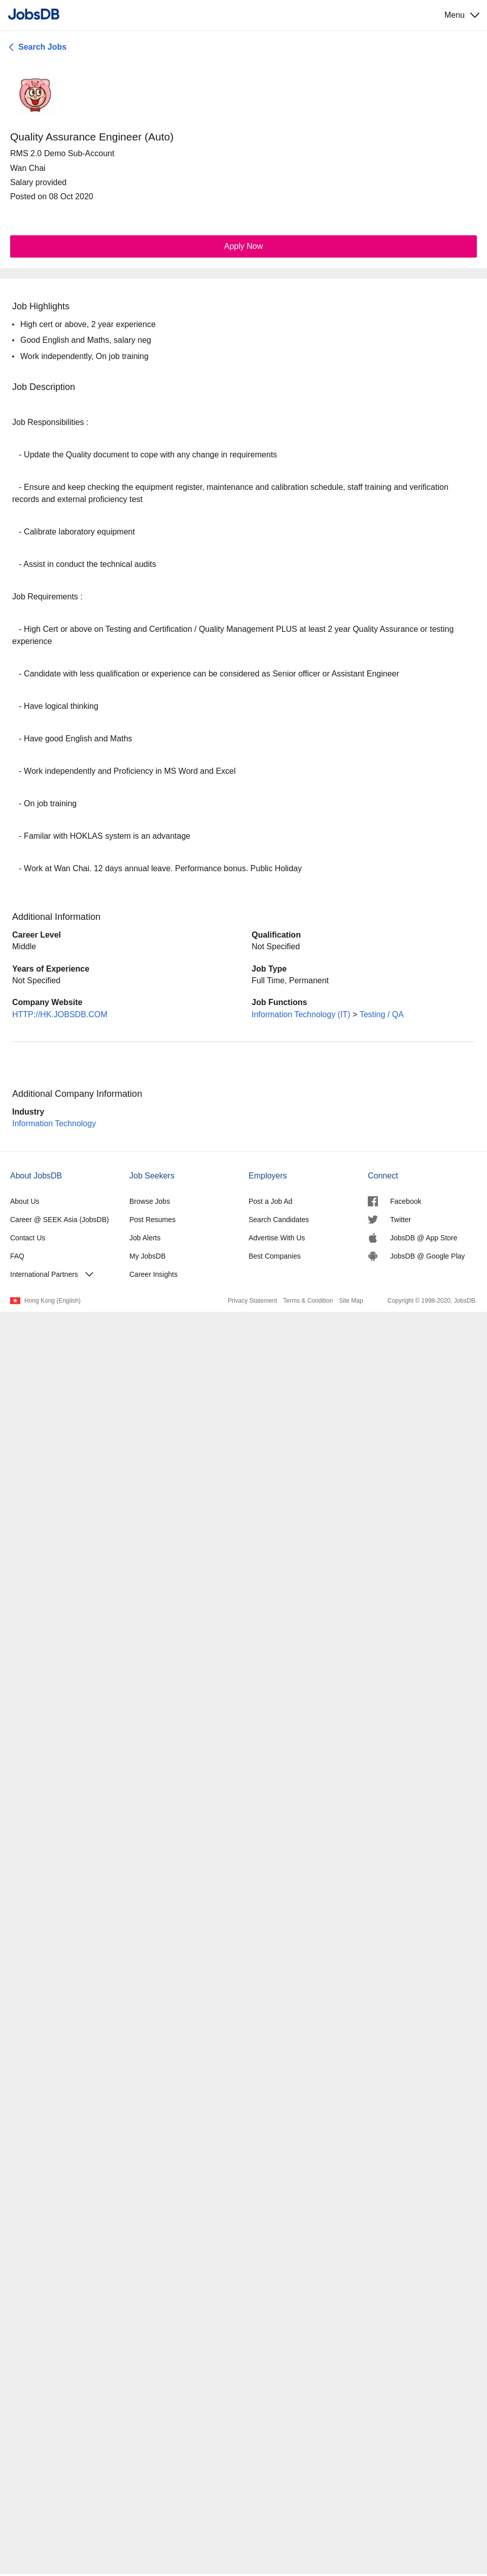 JobsDB
Menu
Search Jobs
Quality Assurance Engineer (Auto)
RMS 2.0 Demo Sub-Account
Wan Chai
Salary provided
Posted on 08 Oct 2020
Apply Now
Job Highlights
• High cert or above, 2 year experience
• Good English and Maths, salary neg
• Work independently, On job training
Job Description
Job Responsibilities :
- Update the Quality document to cope with any change in requirements
- Ensure and keep checking the equipment register, maintenance and calibration schedule, staff training and verification
records and external proficiency test
- Calibrate laboratory equipment
- Assist in conduct the technical audits
Job Requirements :
- High Cert or above on Testing and Certification / Quality Management PLUS at least 2 year Quality Assurance or testing
experience
- Candidate with less qualification or experience can be considered as Senior officer or Assistant Engineer
- Have logical thinking
- Have good English and Maths
- Work independently and Proficiency in MS Word and Excel
- On job training
- Familar with HOKLAS system is an advantage
- Work at Wan Chai. 12 days annual leave. Performance bonus. Public Holiday
Additional Information
Career Level
Middle
Qualification
Not Specified
Years of Experience
Not Specified
Job Type
Full Time, Permanent
Company Website
HTTP://HK.JOBSDB.COM
Job Functions
Information Technology (IT) > Testing / QA
Additional Company Information
Industry
Information Technology
About JobsDB
About Us
Career @ SEEK Asia (JobsDB)
Contact Us
FAQ
International Partners
Job Seekers
Browse Jobs
Post Resumes
Job Alerts
My JobsDB
Career Insights
Employers
Post a Job Ad
Search Candidates
Advertise With Us
Best Companies
Connect
Facebook
Twitter
JobsDB @ App Store
JobsDB @ Google Play
Hong Kong (English)
Privacy Statement Terms & Condition Site Map Copyright © 1998-2020, JobsDB.